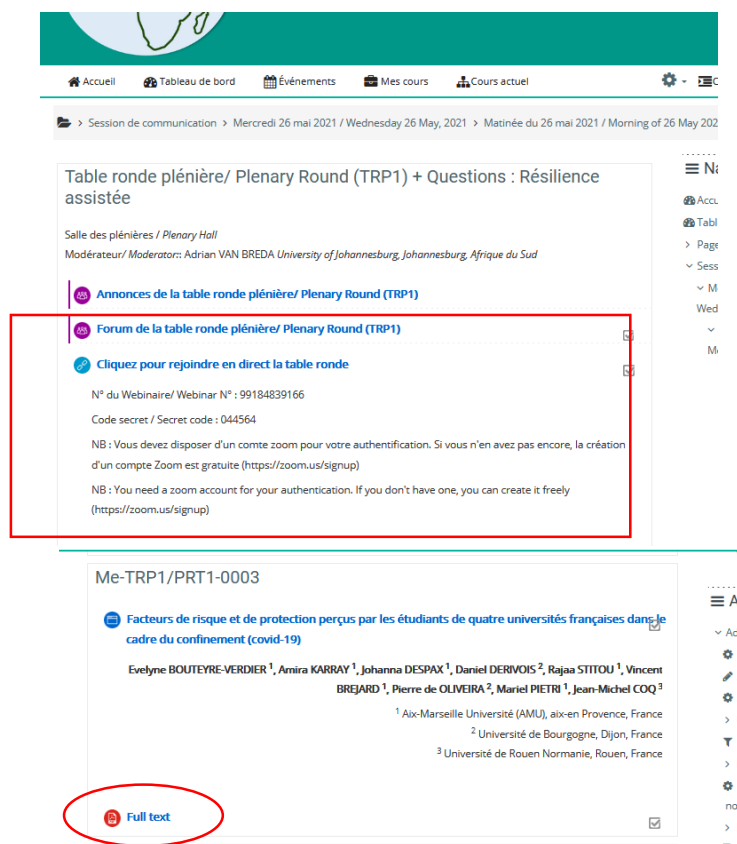 Accueil Tableau de bord Événements Mes cours Cours actuel
> Session de communication > Mercredi 26 mai 2021 / Wednesday 26 May, 2021 > Matinée du 26 mai 2021 / Morning of 26 May 202
Table ronde plénière/ Plenary Round (TRP1) + Questions : Résilience
assistée
Salle des plénières / Plenary Hall
Modérateur/ Moderator:: Adrian VAN BREDA University of Johannesburg, Johannesburg, Afrique du Sud
Annonces de la table ronde plénière/ Plenary Round (TRP1)
Forum de la table ronde plénière/ Plenary Round (TRP1)
Cliquez pour rejoindre en direct la table ronde
N° du Webinaire/ Webinar N° : 99184839166
Code secret / Secret code : 044564
NB : Vous devez disposer d'un comte zoom pour votre authentification. Si vous n'en avez pas encore, la création
d'un compte Zoom est gratuite (https://zoom.us/signup)
NB : You need a zoom account for your authentication. If you don't have one, you can create it freely
(https://zoom.us/signup)
Na
Accu
Tabl
> Page
Sess
M
Wed
Me-TRP1/PRT1-0003
Facteurs de risque et de protection perçus par les étudiants de quatre universités françaises dans le
cadre du confinement (covid-19)
Evelyne BOUTEYRE-VERDIER 1, Amira KARRAY 1, Johanna DESPAX 1, Daniel DERIVOIS 2, Rajaa STITOU 1, Vincent
BREJARD 1, Pierre de OLIVEIRA 2, Mariel PIETRI 1, Jean-Michel COQ 3
1 Aix-Marseille Université (AMU), aix-en Provence, France
2 Université de Bourgogne, Dijon, France
3 Université de Rouen Normanie, Rouen, France
Full text
A
Ac
no